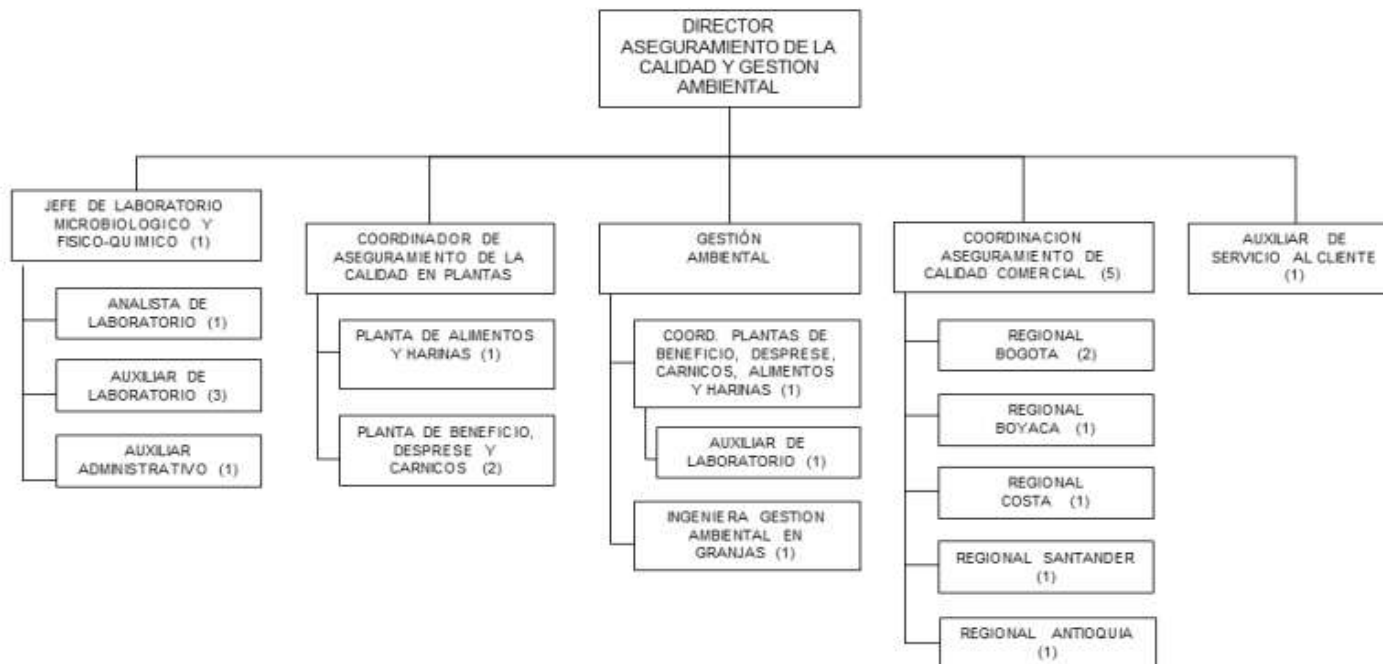 DIRECTOR
ASEGURAMIENTO DE LA
CALIDAD Y GESTION
AMBIENTAL
JEFE DE LABORATORIO
MICROBIOLOGICO Y
FISICO-QUIMICO (1)
ANALISTA DE
LABORATORIO (1)
AUXILIAR DE
LABORATORIO (3)
AUXILIAR
ADMINISTRATIVO (1)
COORDINADOR DE
ASEGURAMIENTO DE LA
CALIDAD EN PLANTAS
PLANTA DE ALIMENTOS
Y HARINAS (1)
PLANTA DE BENEFICIO,
DESPRESE Y
CARNICOS (2)
GESTIÓN
AMBIENTAL
COORD. PLANTAS DE
BENEFICIO, DESPRESE,
CARNICOS, ALIMENTOS
Y HARINAS (1)
AUXILIAR DE
LABORATORIO (1)
INGENIERA GESTION
AMBIENTAL EN
GRANJAS (1)
COORDINACION
ASEGURAMIENTO DE
CALIDAD COMERCIAL (5)
REGIONAL
BOGOTA (2)
REGIONAL
BOYACA (1)
REGIONAL
COSTA (1)
REGIONAL SANTANDER
(1)
REGIONAL ANTIOQUIA
(1)
AUXILIAR DE
SERVICIO AL CLIENTE
(1)